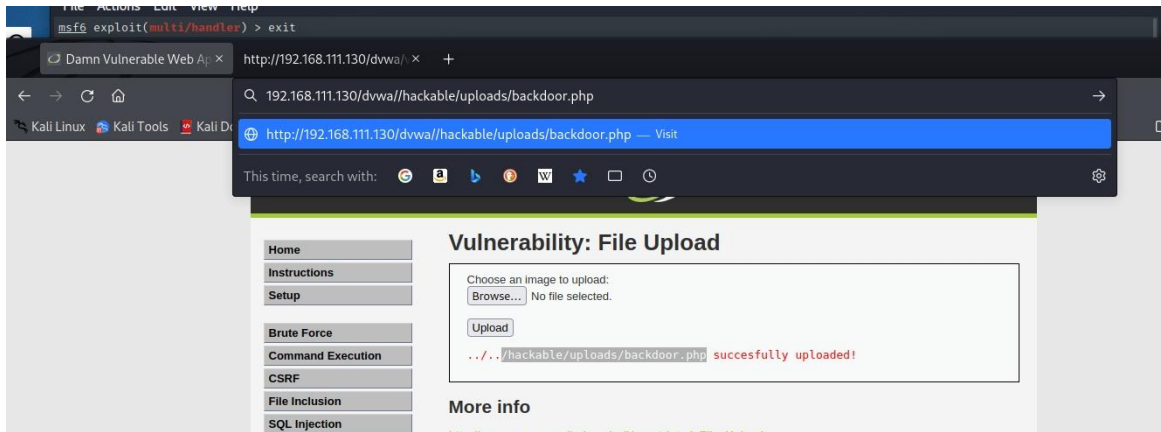 File Actions Edit View Help
msf6 exploit(multi/handler) > exit
Damn Vulnerable Web Ap × http://192.168.111.130/dvwa/ × +
192.168.111.130/dvwa//hackable/uploads/backdoor.php →
Kali Linux Kali Tools Kali Do
http://192.168.111.130/dvwa//hackable/uploads/backdoor.php — Visit
This time, search with:
Vulnerability: File Upload
Home
Instructions
Setup
Brute Force
Command Execution
CSRF
File Inclusion
SQL Injection
Choose an image to upload:
Browse... No file selected.
Upload
../../hackable/uploads/backdoor.php succesfully uploaded!
More info